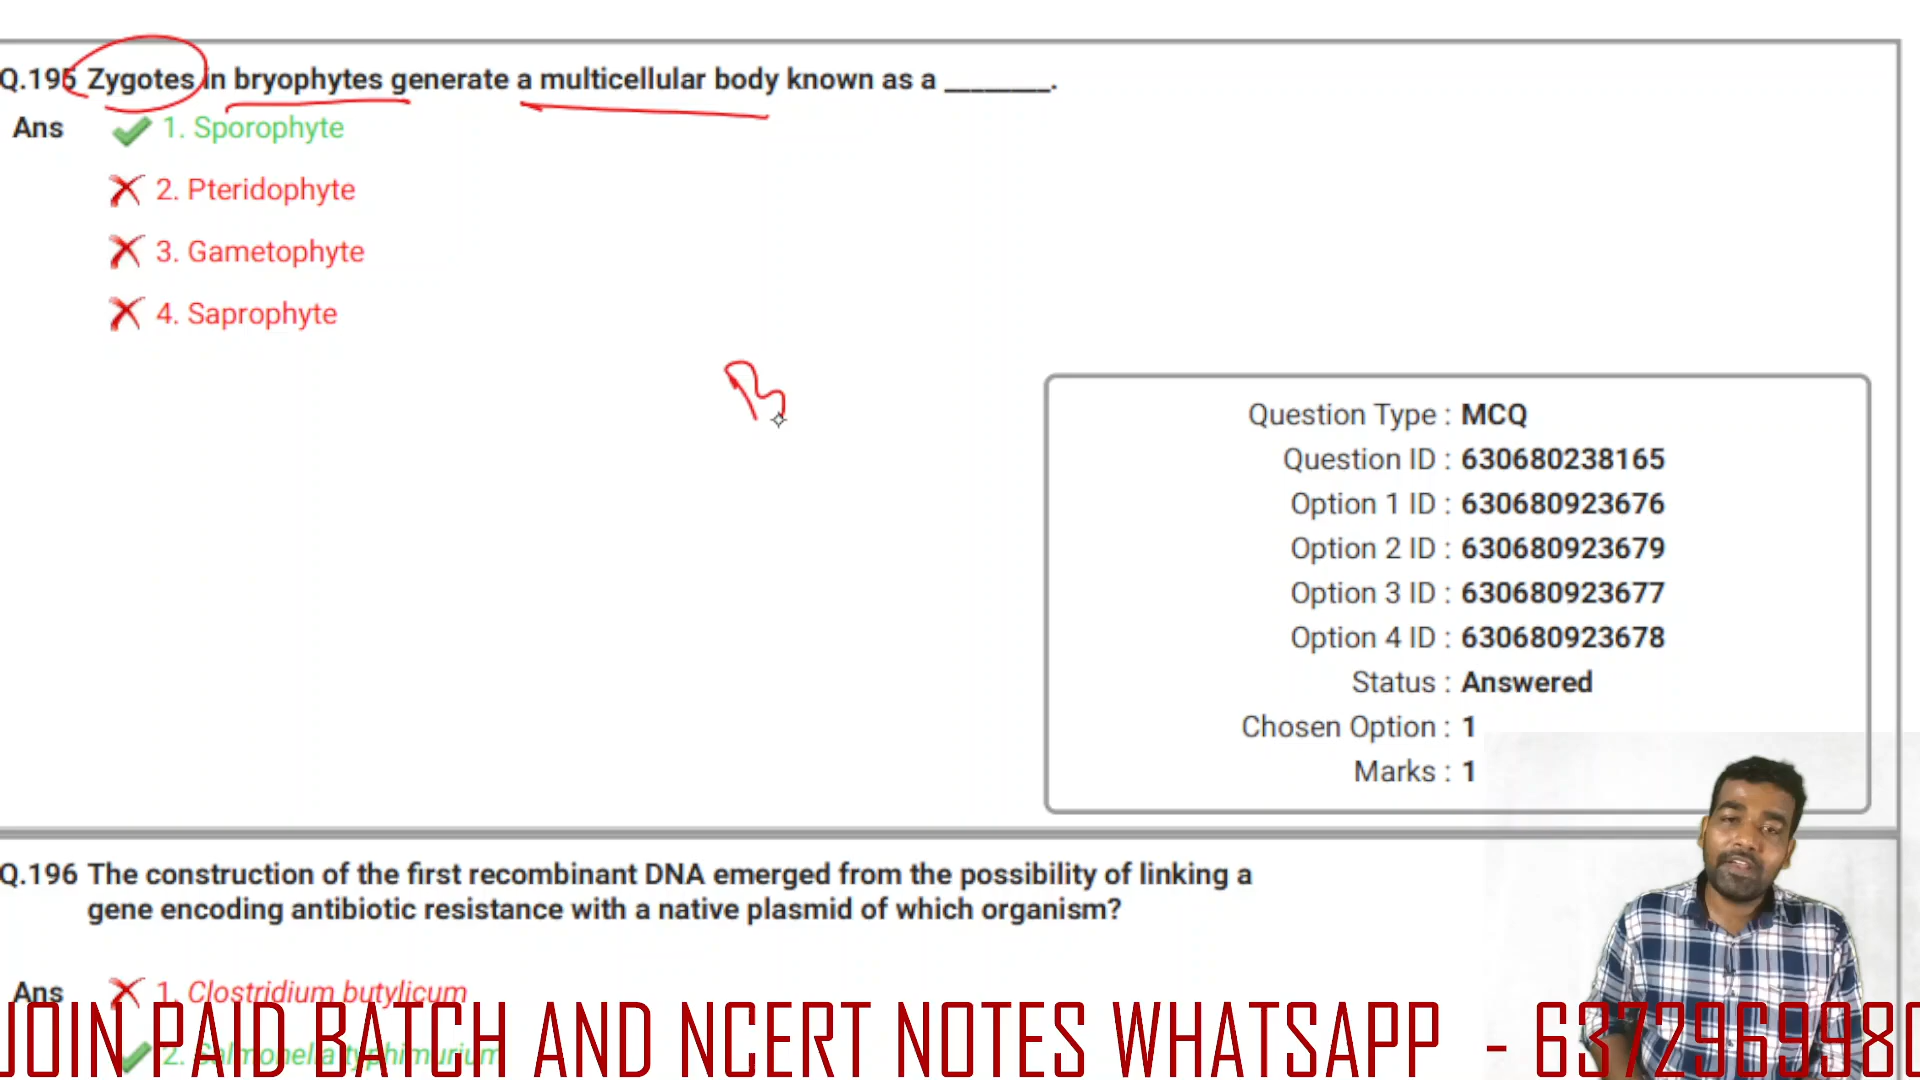 Q.195 Zygotes in bryophytes generate a multicellular body known as a ________.
Ans 1. Sporophyte
2. Pteridophyte
3. Gametophyte
4. Saprophyte
B
Question Type : MCQ
Question ID : 630680238165
Option 1 ID : 630680923676
Option 2 ID : 630680923679
Option 3 ID : 630680923677
Option 4 ID : 630680923678
Status : Answered
Chosen Option : 1
Marks : 1
Q.196 The construction of the first recombinant DNA emerged from the possibility of linking a
gene encoding antibiotic resistance with a native plasmid of which organism?
Ans 1. Clostridium butylicum
2. Salmonella typhimurium
JOIN PAID BATCH AND NCERT NOTES WHATSAPP - 6372969980